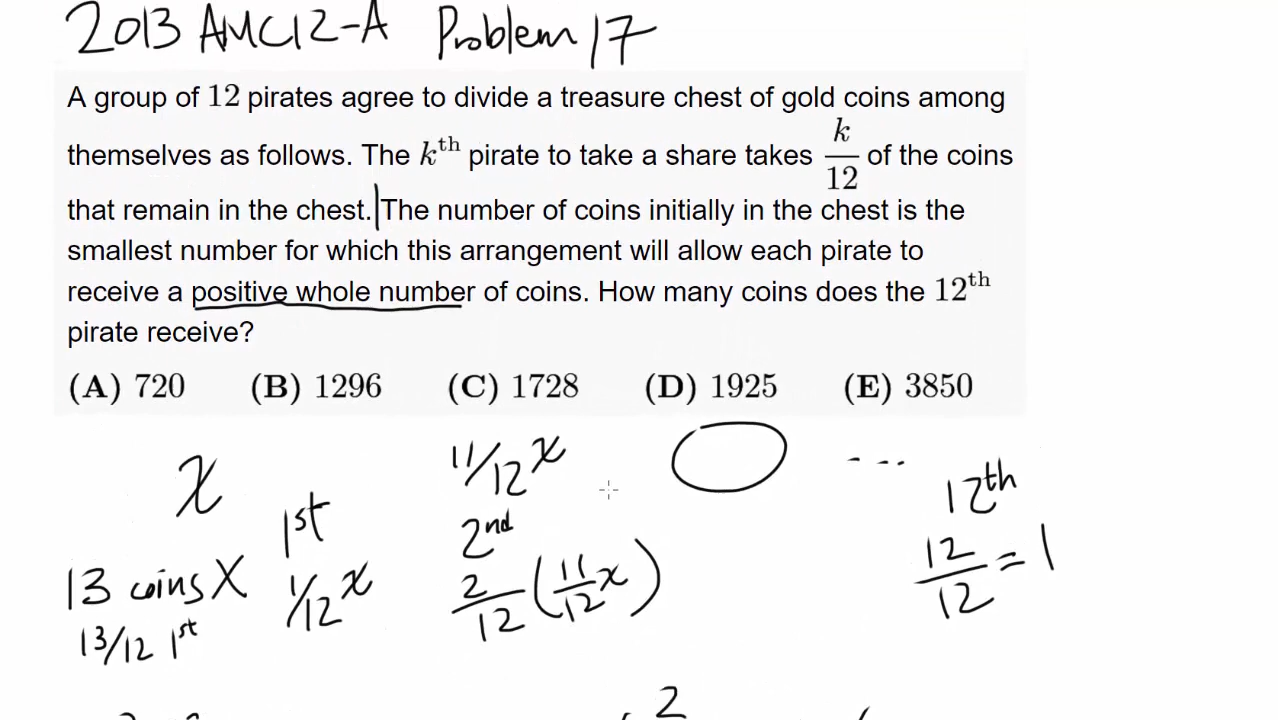 2013 AMC12-A Problem 17
A group of 12 pirates agree to divide a treasure chest of gold coins among
themselves as follows. The k^th pirate to take a share takes k/12 of the coins
that remain in the chest. The number of coins initially in the chest is the
smallest number for which this arrangement will allow each pirate to
receive a positive whole number of coins. How many coins does the 12^th
pirate receive?
(A) 720 (B) 1296 (C) 1728 (D) 1925 (E) 3850
x 11/12 x ...
1st 2nd 12th
13 coins X 1/12 x 2/12 (11/12 x) 12/12 = 1
13/12 1st
2